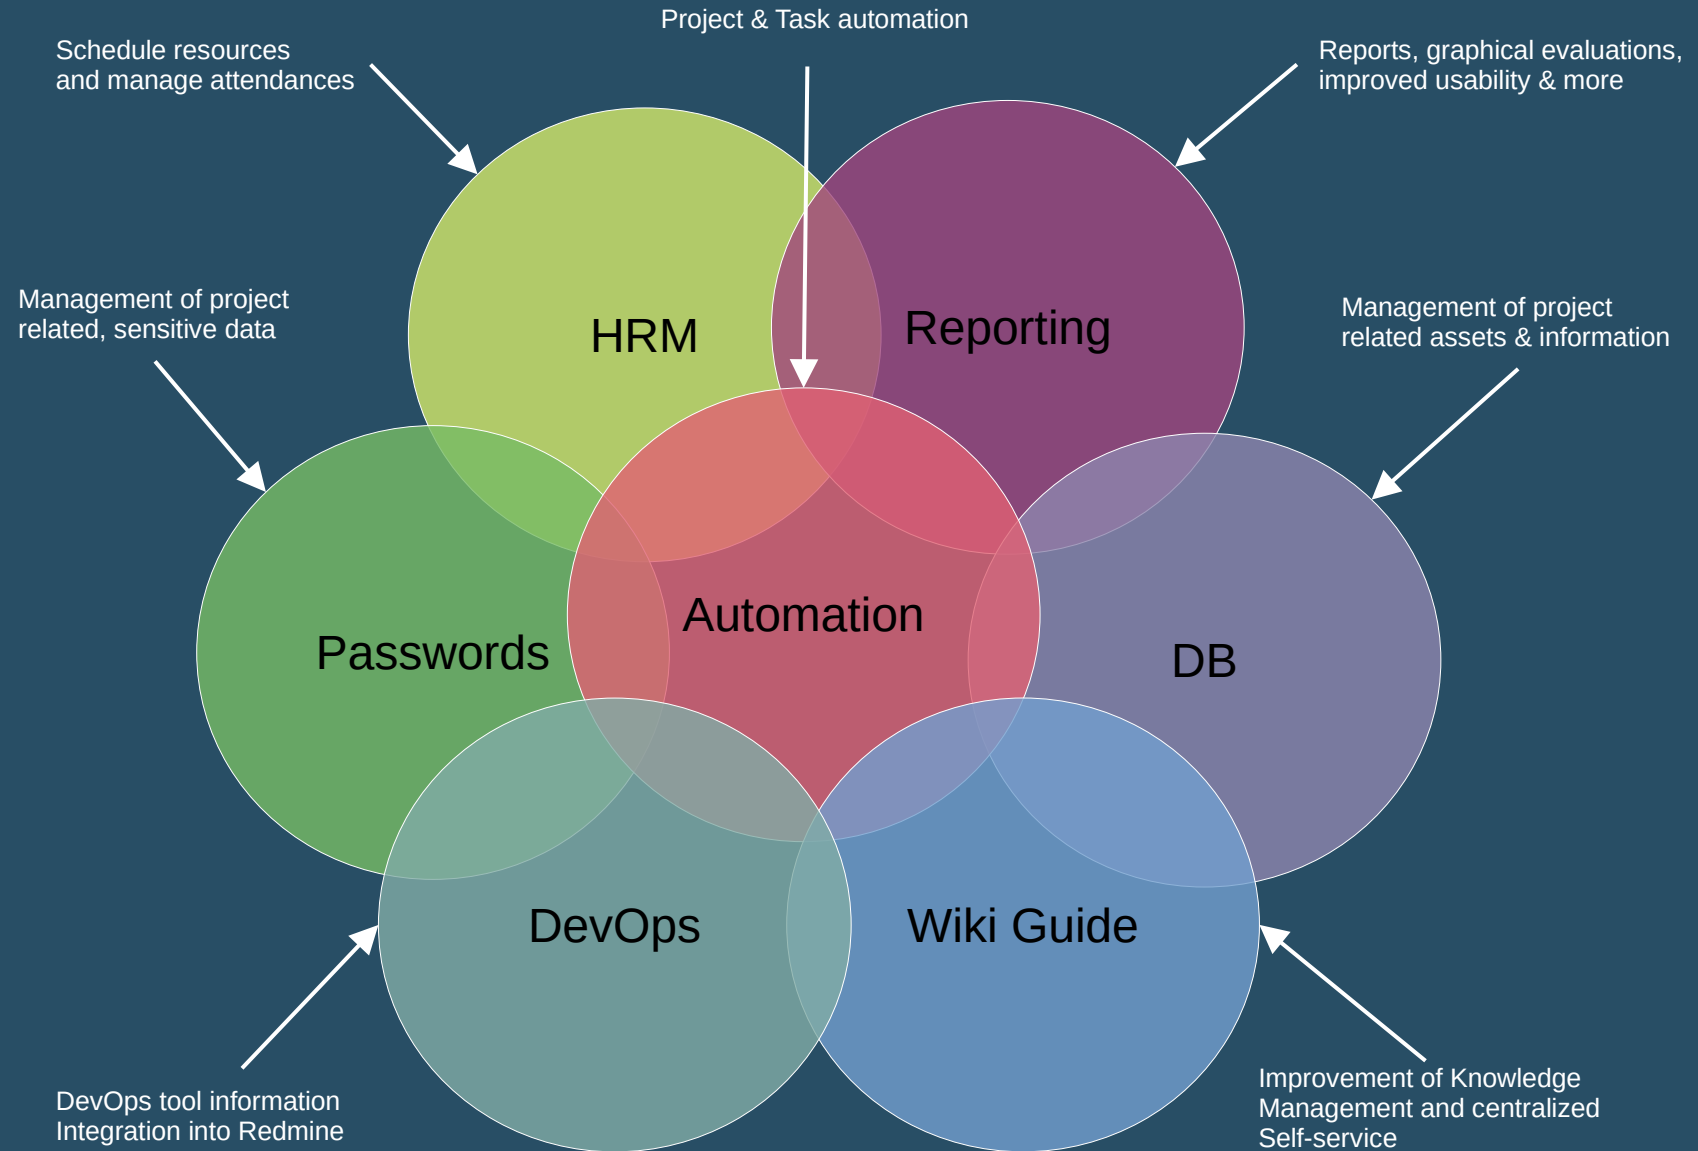 Project & Task automation
Schedule resources
and manage attendances
Reports, graphical evaluations,
improved usability & more
Management of project
related, sensitive data
Management of project
related assets & information
HRM
Reporting
Automation
Passwords
DB
DevOps
Wiki Guide
DevOps tool information
Integration into Redmine
Improvement of Knowledge
Management and centralized
Self-service